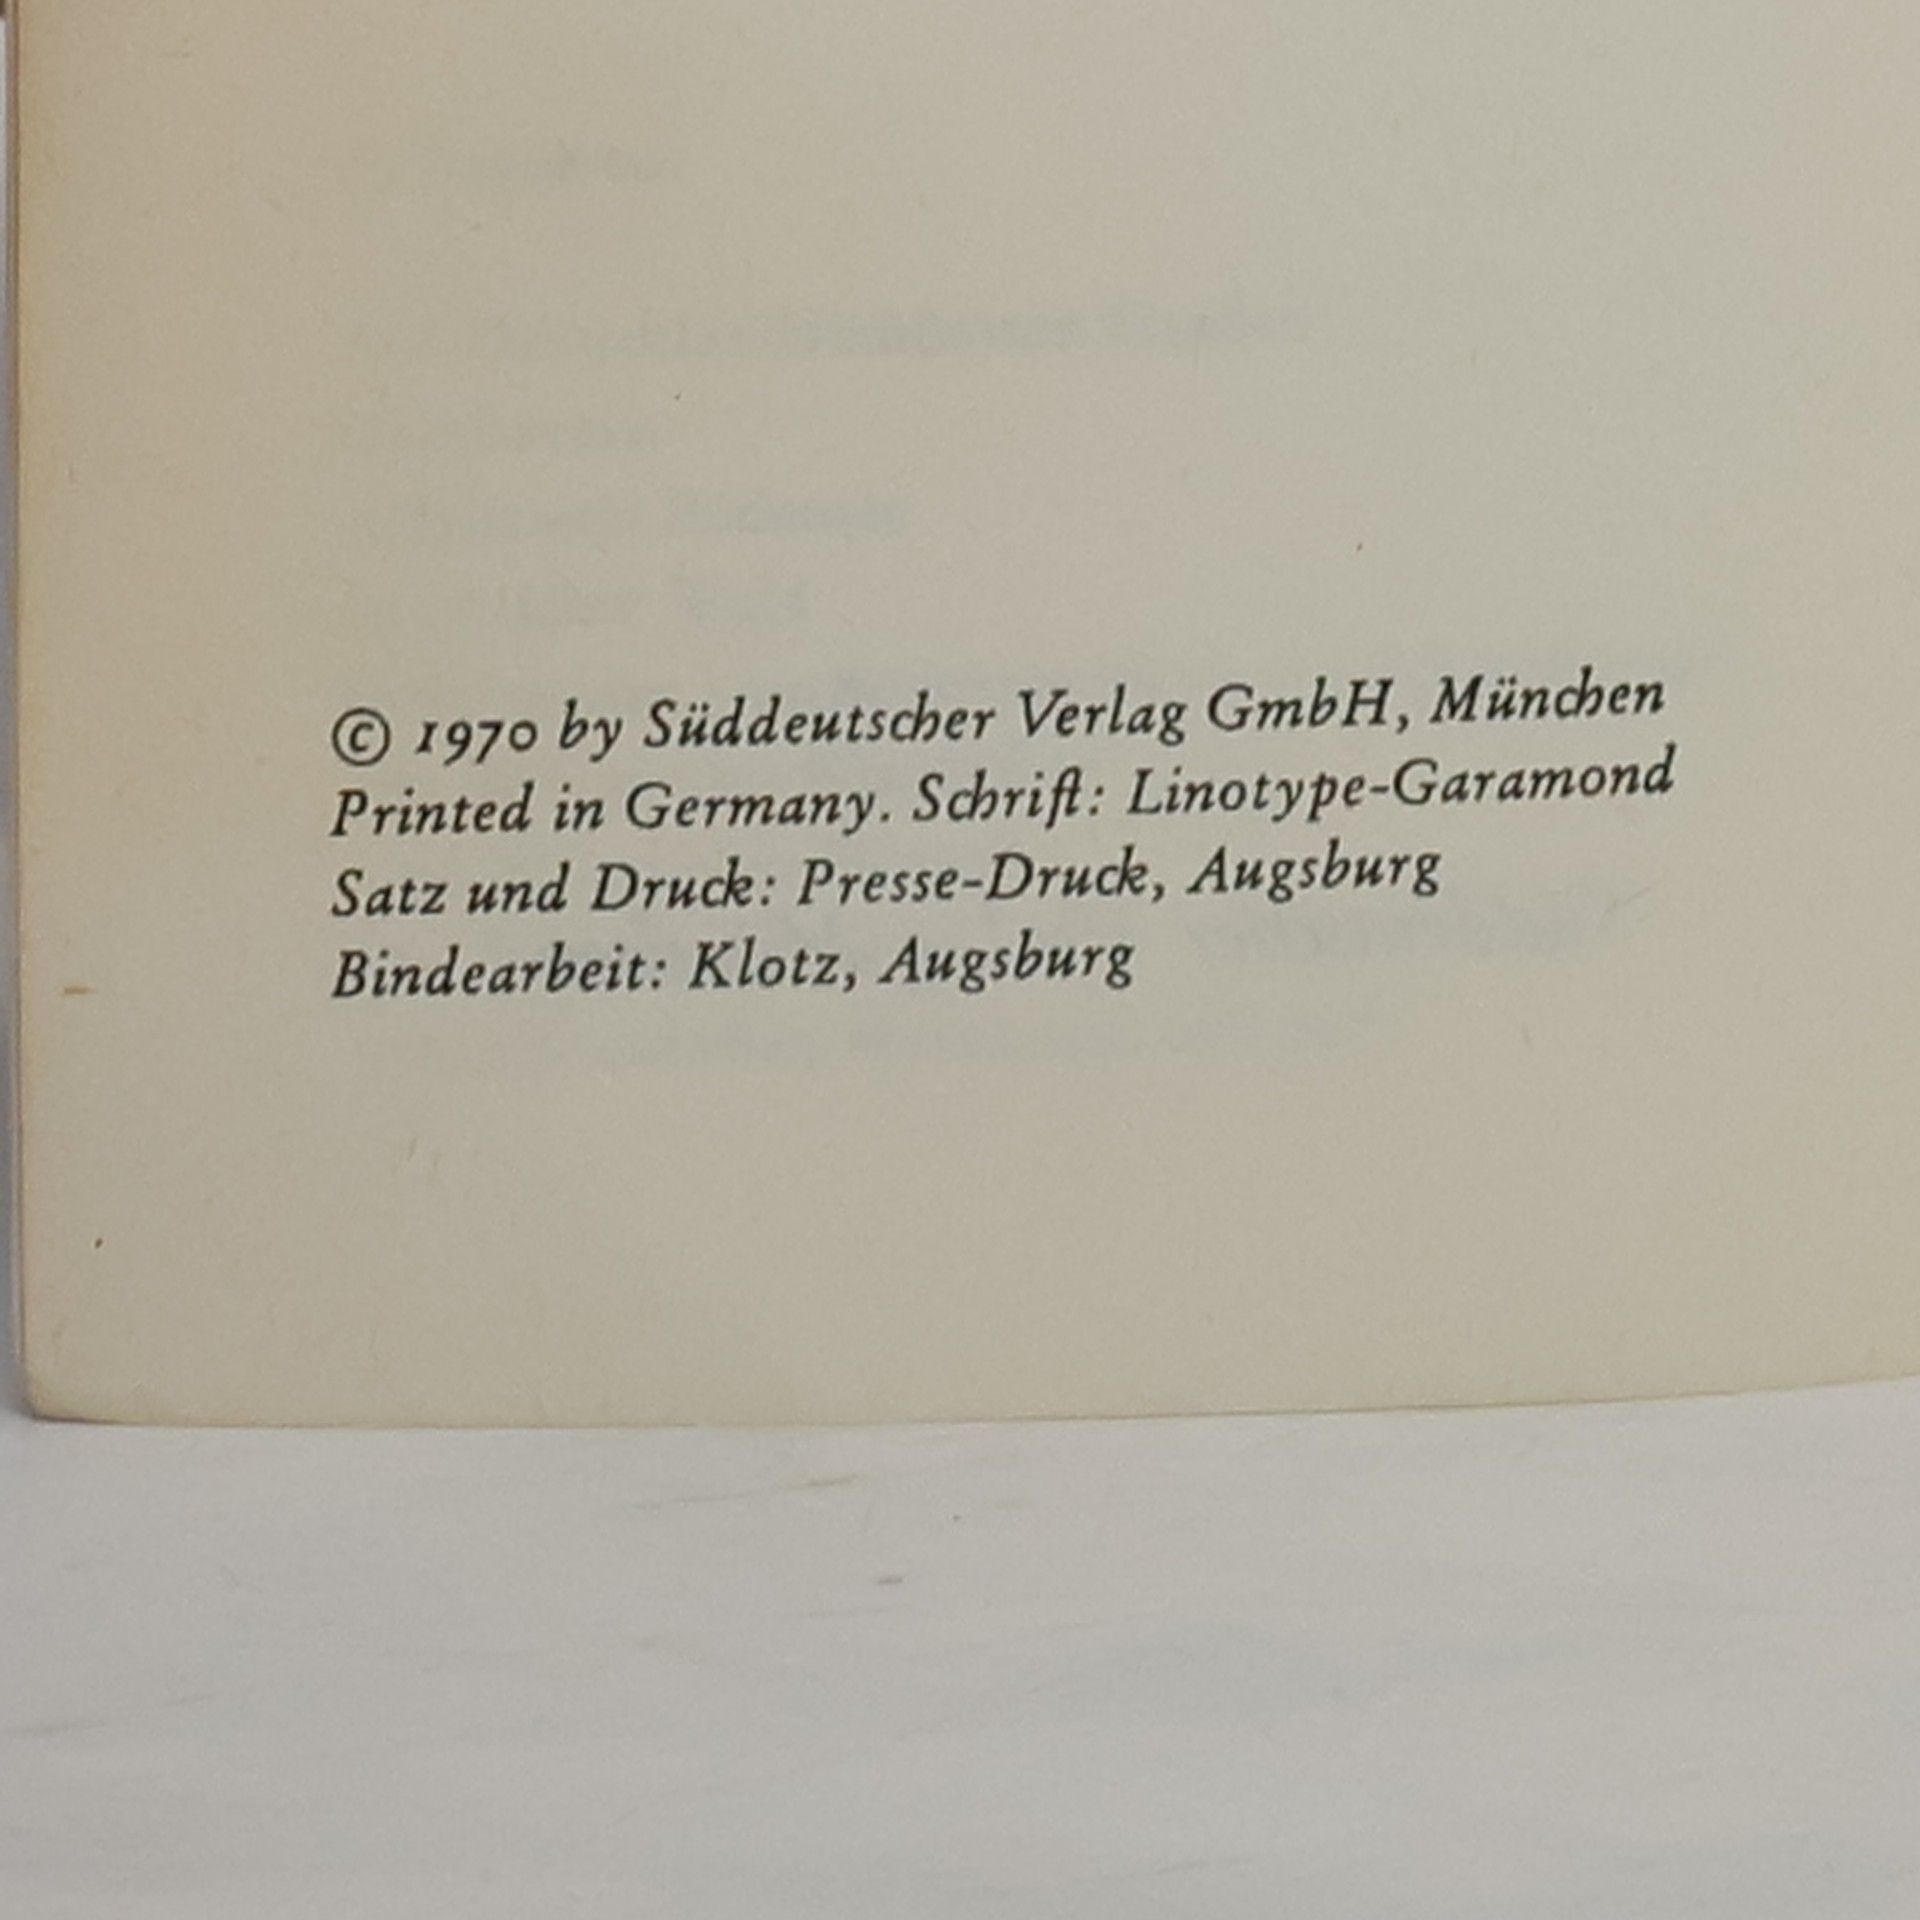 © 1970 by Süddeutscher Verlag GmbH, München
Printed in Germany. Schrift: Linotype-Garamond
Satz und Druck: Presse-Druck, Augsburg
Bindearbeit: Klotz, Augsburg